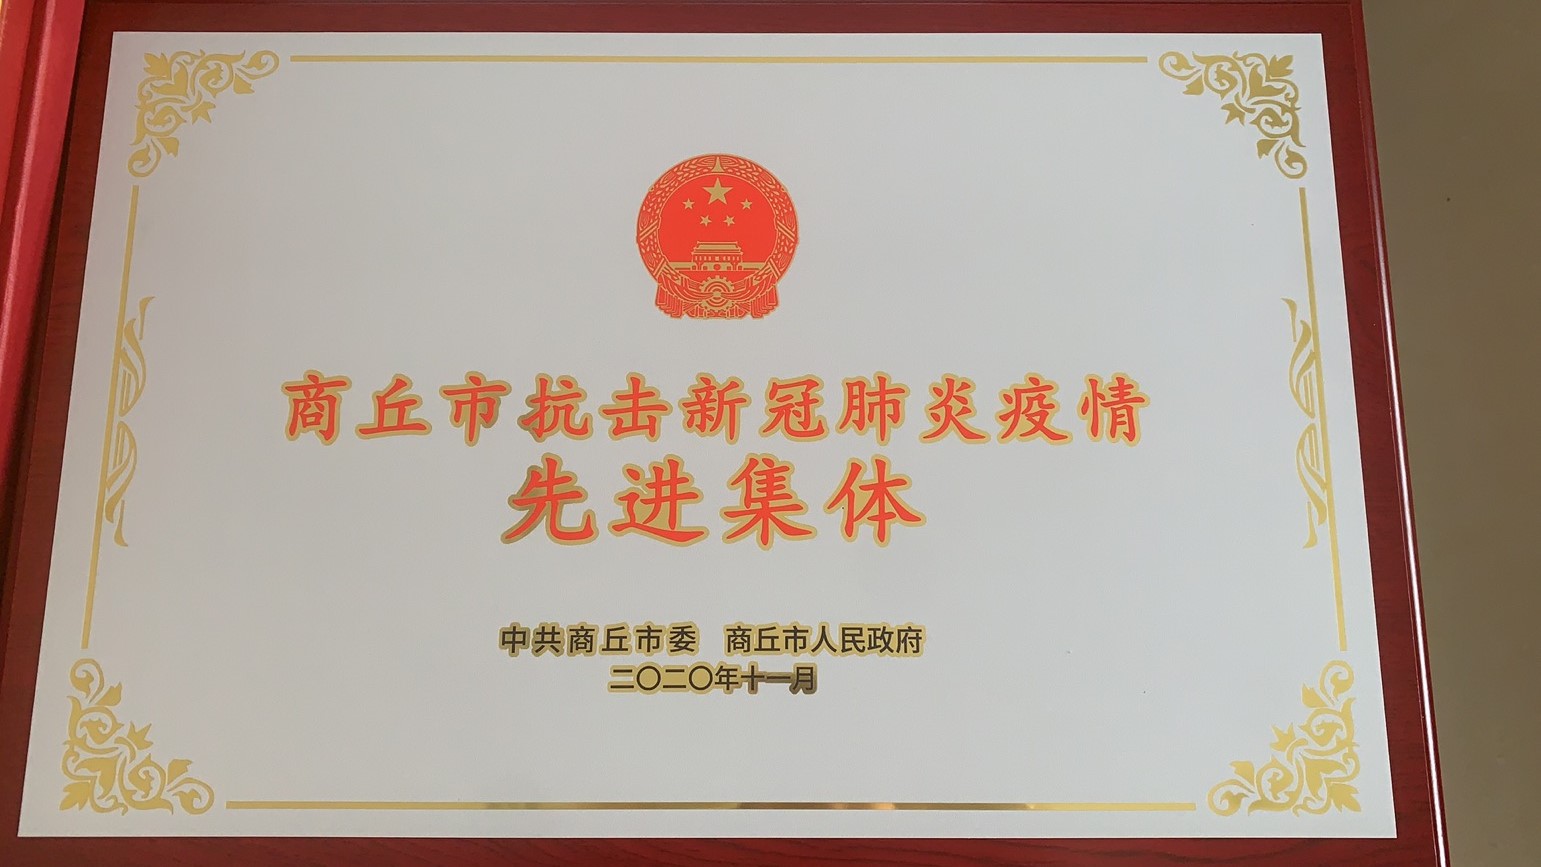 商丘市抗击新冠肺炎疫情
先进集体
中共商丘市委 商丘市人民政府
二〇二〇年十一月